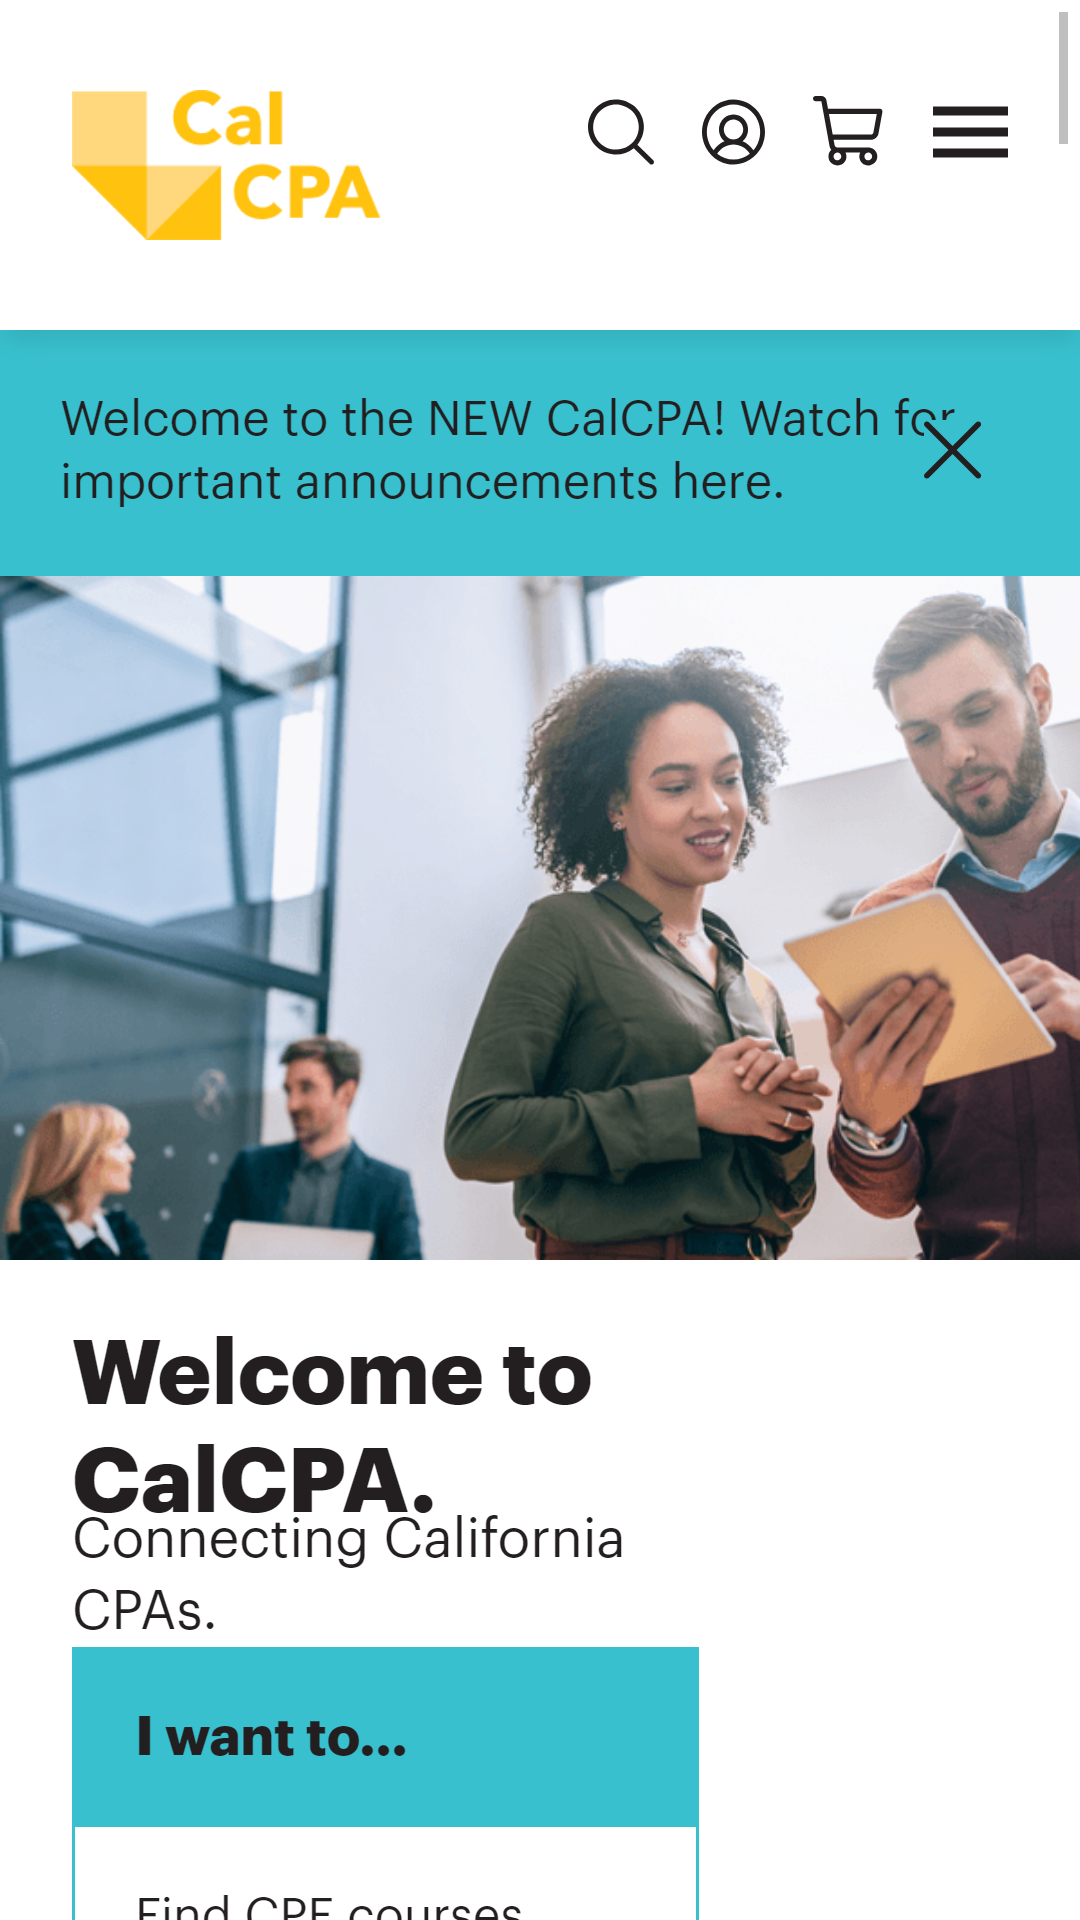 Cal
CPA
Welcome to the NEW CalCPA! Watch for
important announcements here.
Welcome to
CalCPA.
Connecting California
CPAs.
I want to...
Find CPE courses